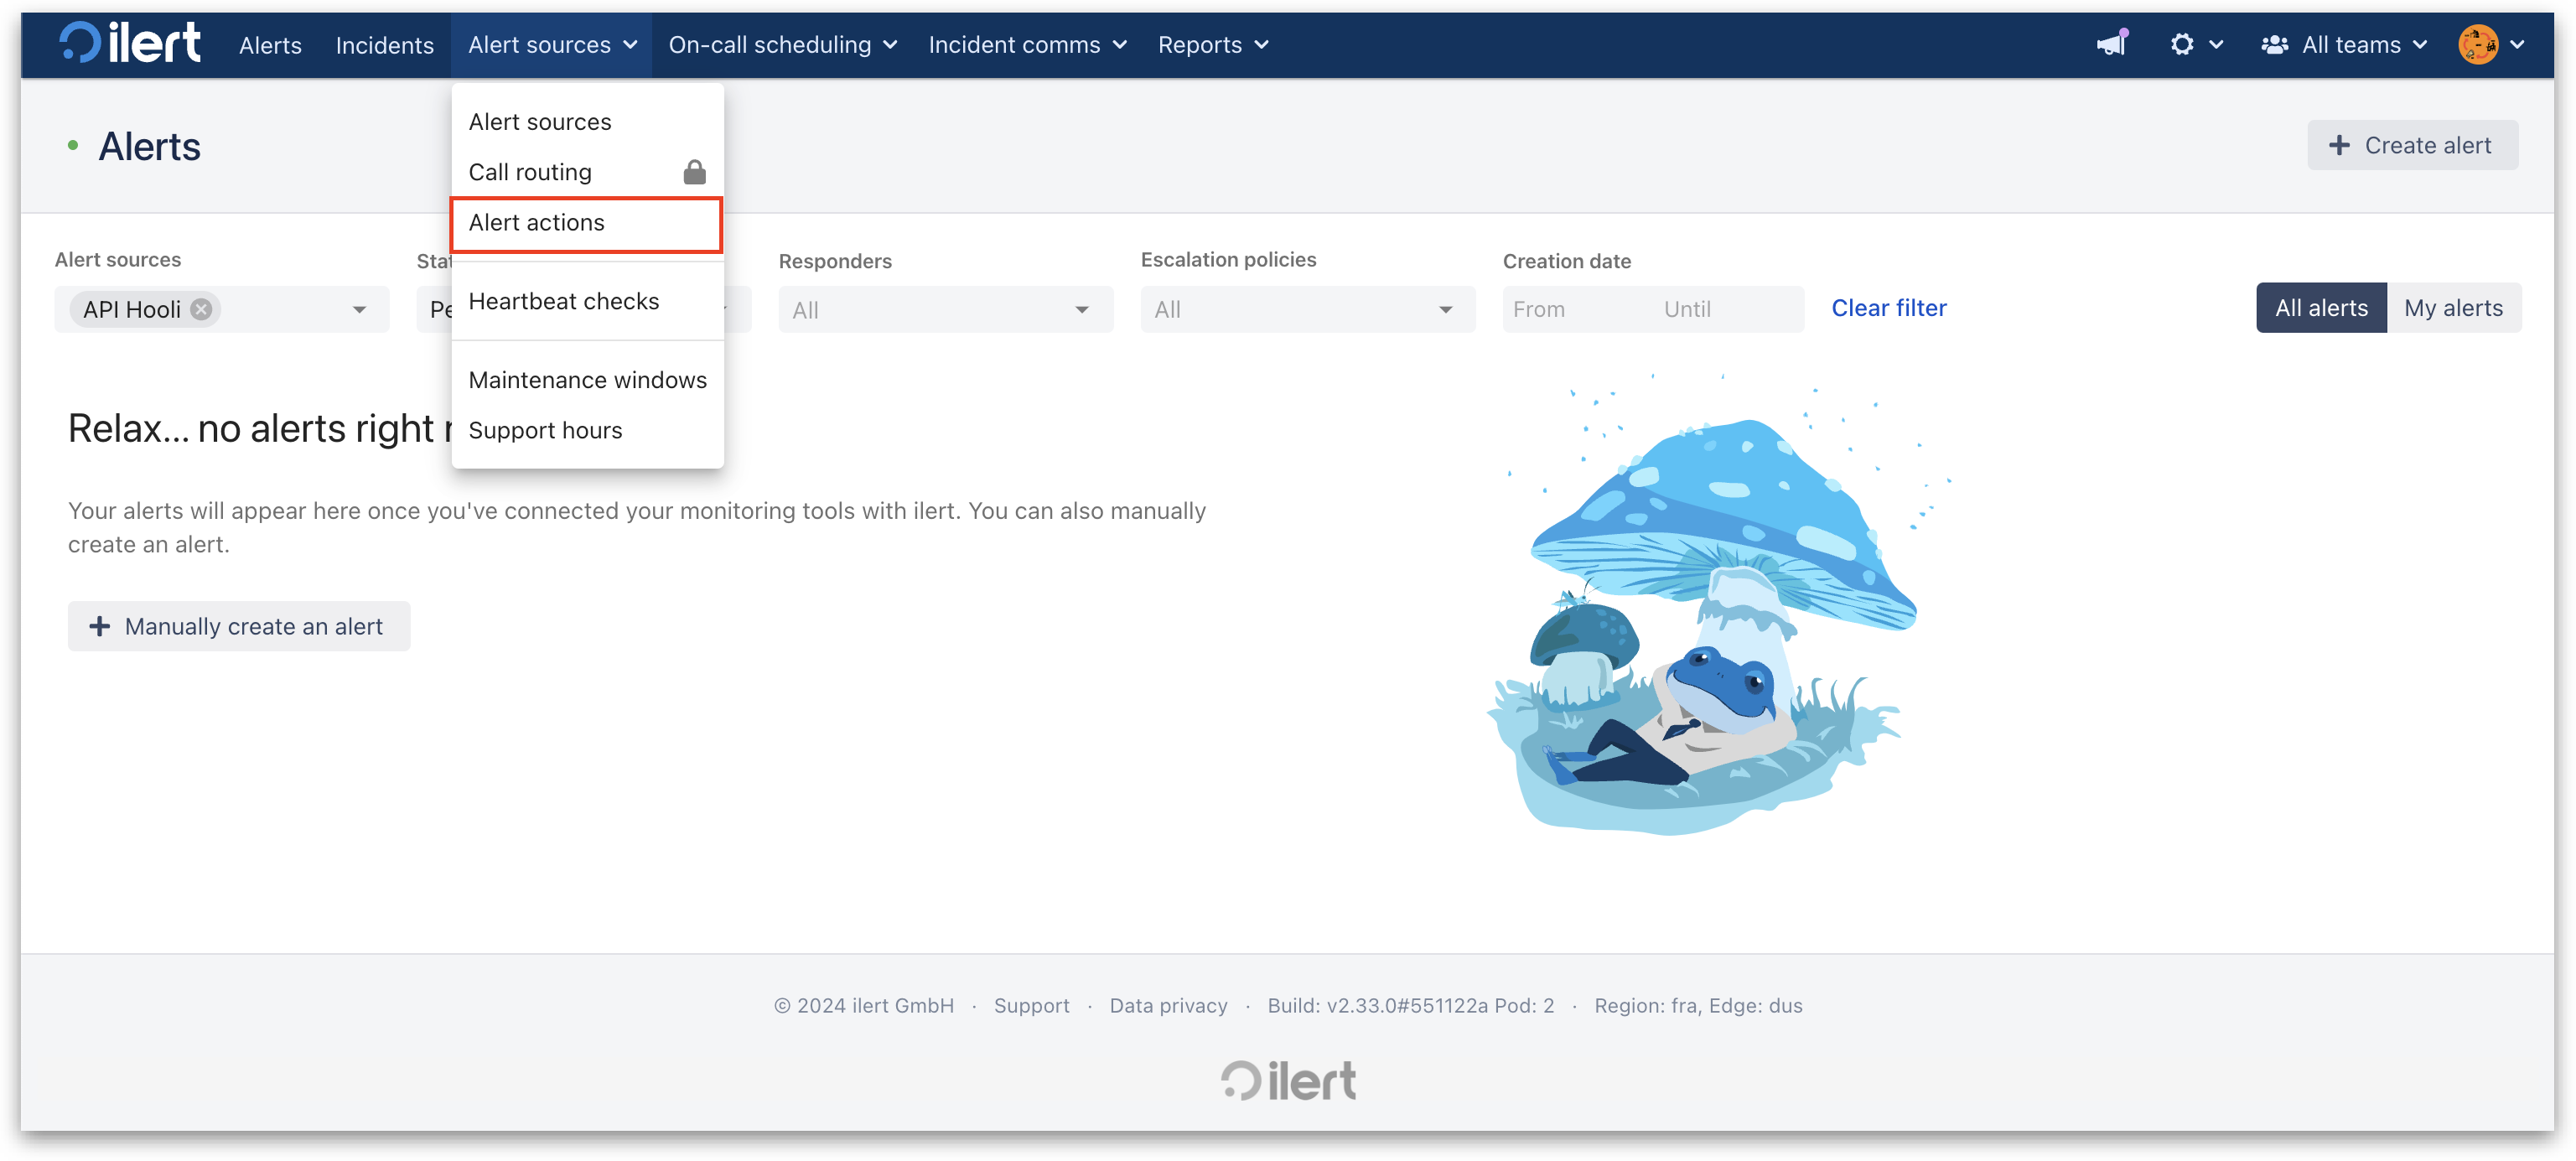 ilert Alerts Incidents Alert sources On-call scheduling Incident comms Reports All teams
Alert sources
Call routing
Alert actions
Heartbeat checks
Maintenance windows
Support hours
Alerts
+ Create alert
Alert sources
API Hooli
Responders
All
Escalation policies
All
Creation date
From Until
Clear filter
All alerts My alerts
Relax... no alerts right
Your alerts will appear here once you've connected your monitoring tools with ilert. You can also manually
create an alert.
+ Manually create an alert
© 2024 ilert GmbH · Support · Data privacy · Build: v2.33.0#551122a Pod: 2 · Region: fra, Edge: dus
ilert